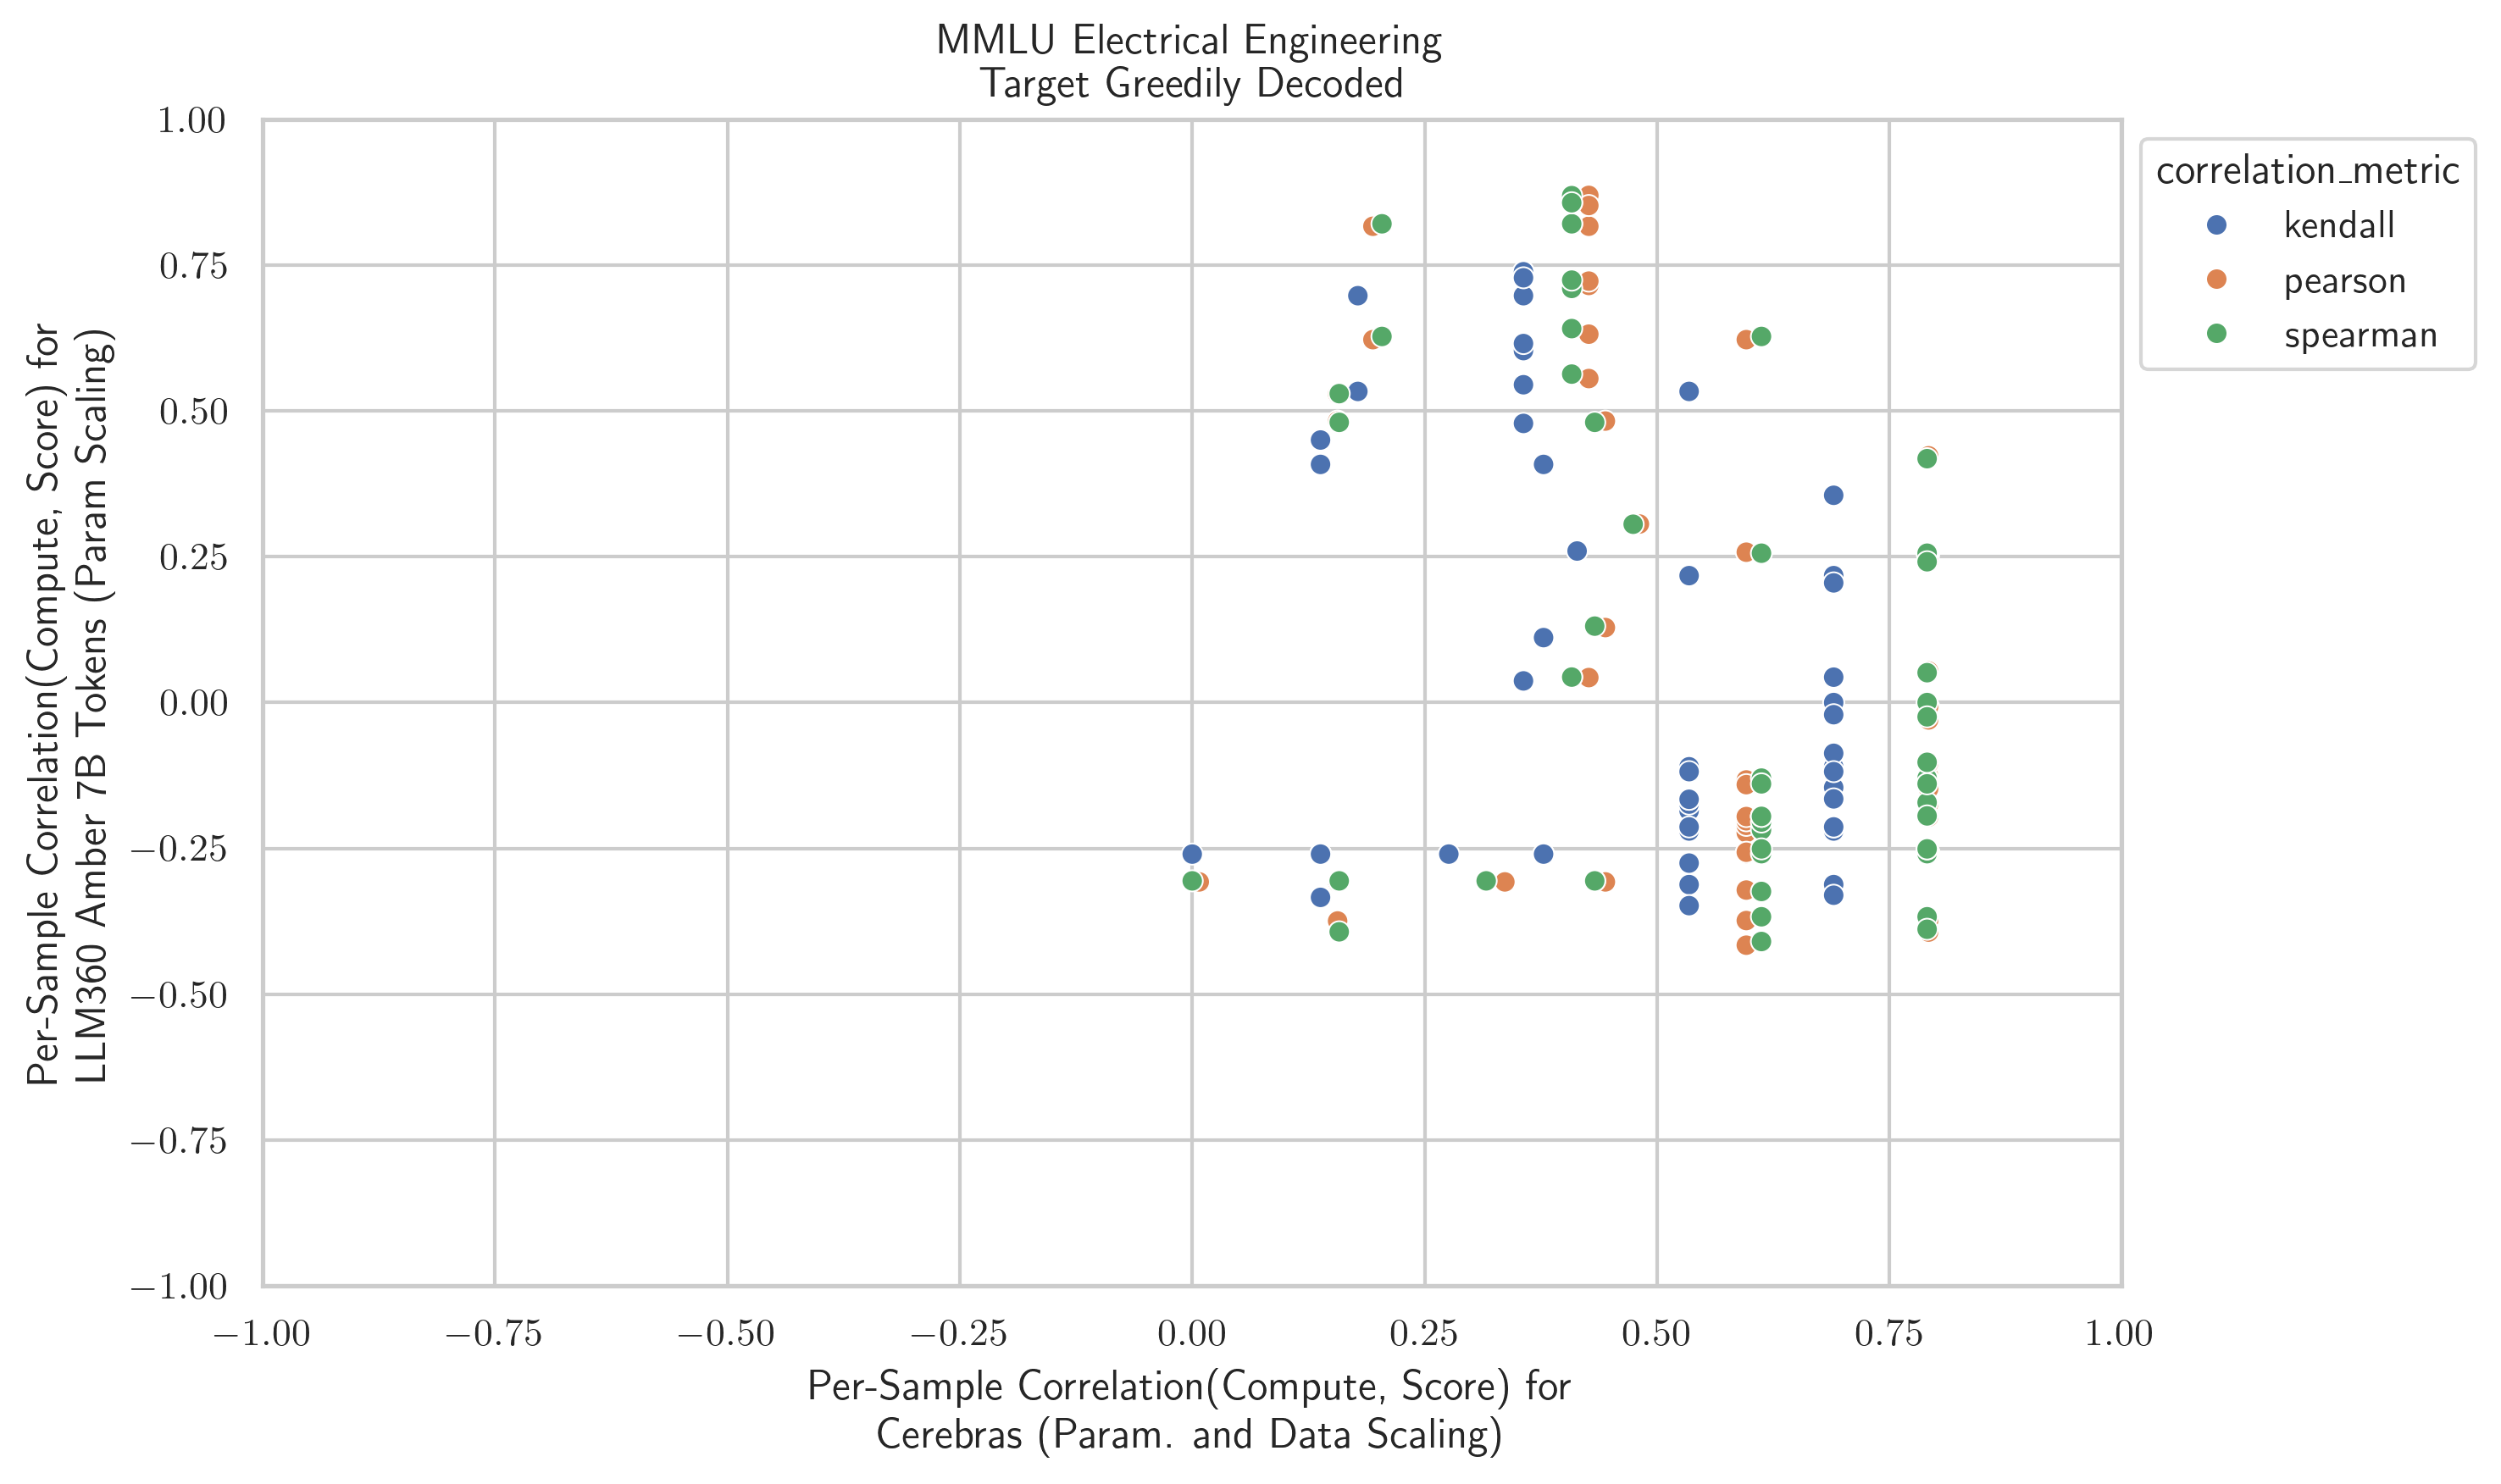 MMLU Electrical Engineering
Target Greedily Decoded
1.00
0.75
0.50
0.25
0.00
−0.25
−0.50
−0.75
−1.00
Per-Sample Correlation(Compute, Score) for
LLM360 Amber 7B Tokens (Param Scaling)
correlation_metric
kendall
pearson
spearman
−1.00
−0.75
−0.50
−0.25
0.00
0.25
0.50
0.75
1.00
Per-Sample Correlation(Compute, Score) for
Cerebras (Param. and Data Scaling)